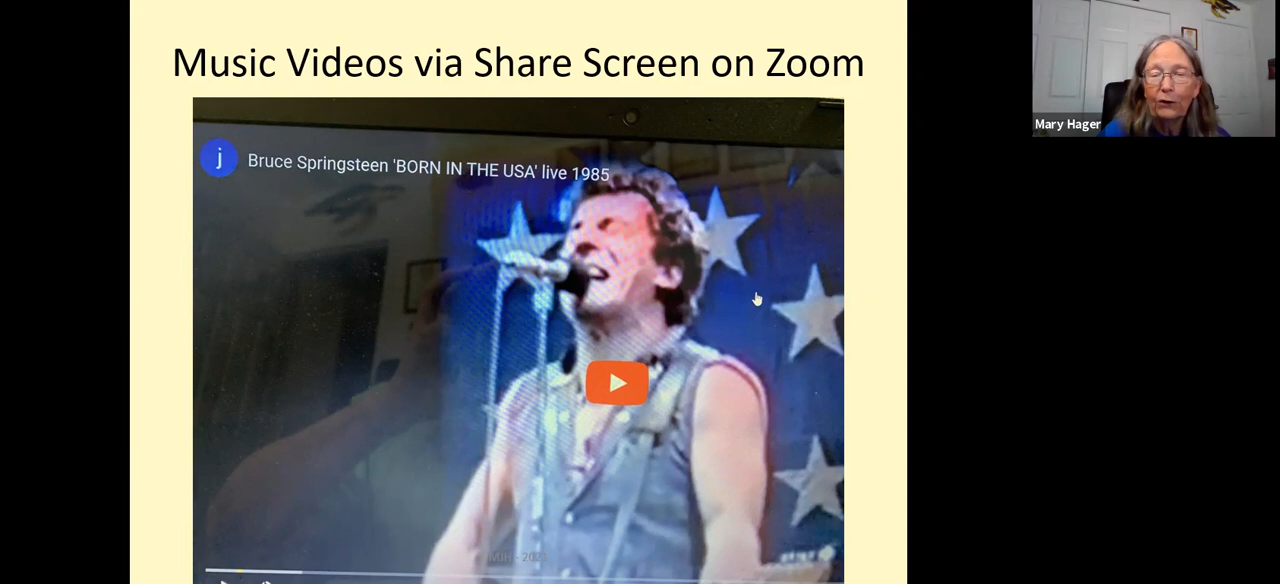 Music Videos via Share Screen on Zoom
j
Bruce Springsteen 'BORN IN THE USA' live 1985
Mary Hager